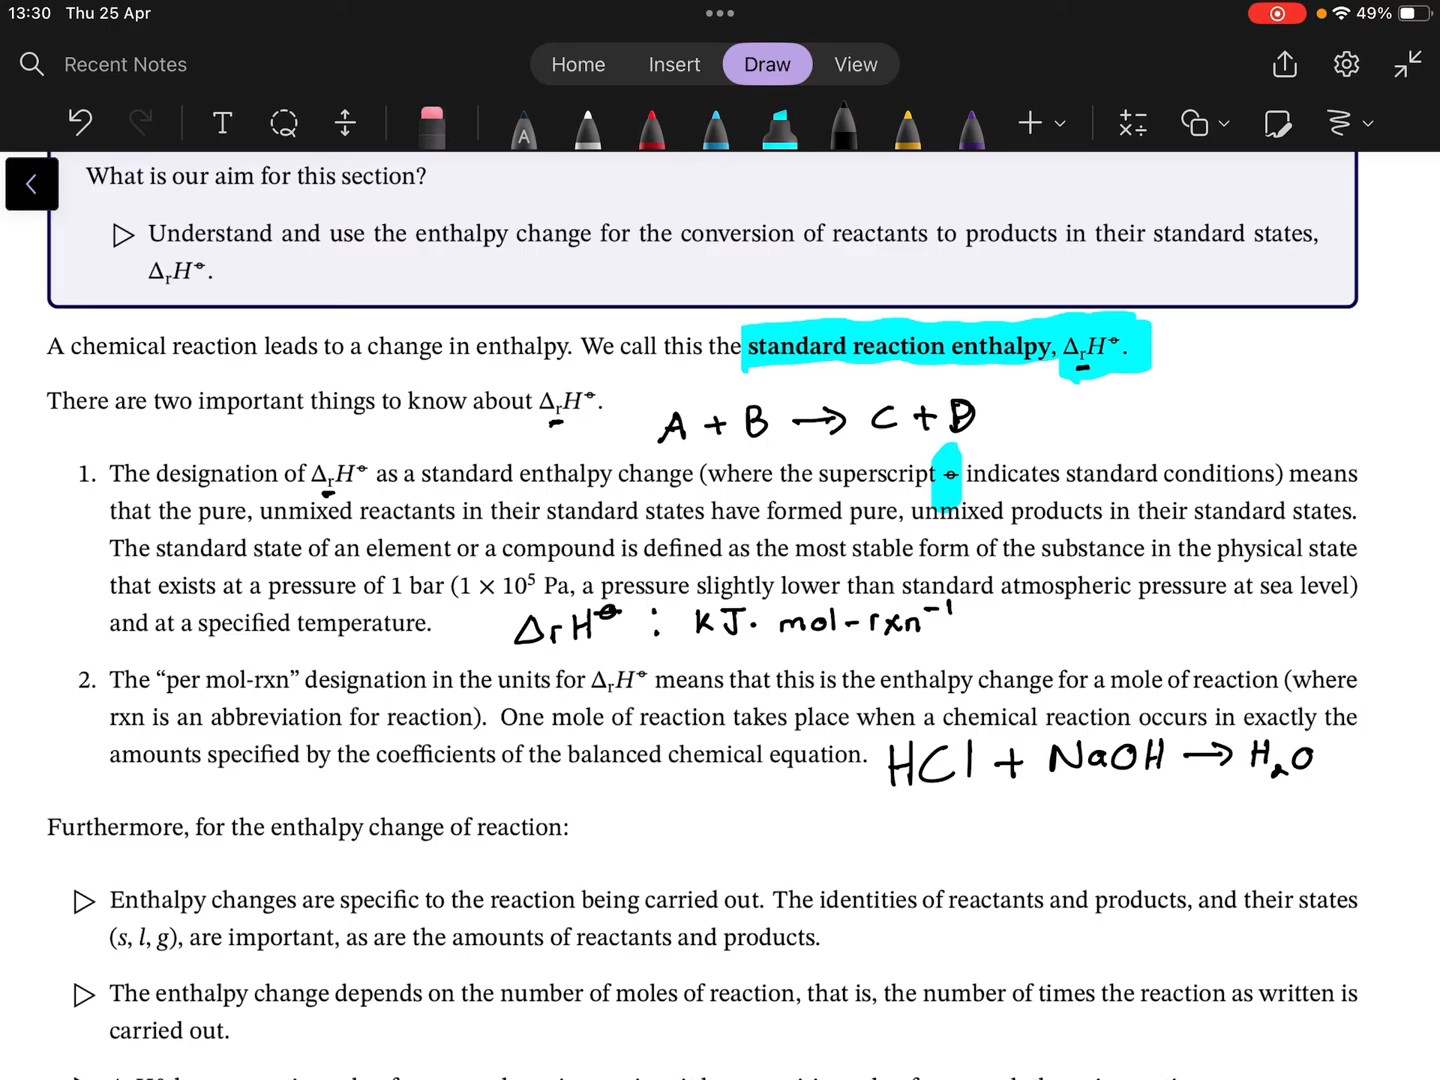 13:30 Thu 25 Apr
49%
Recent Notes
Home Insert Draw View
T
A
What is our aim for this section?
▷ Understand and use the enthalpy change for the conversion of reactants to products in their standard states,
ΔᵣH⦵.
A chemical reaction leads to a change in enthalpy. We call this the standard reaction enthalpy, ΔᵣH⦵.
There are two important things to know about ΔᵣH⦵.
A + B → C + D
1. The designation of ΔᵣH⦵ as a standard enthalpy change (where the superscript ⦵ indicates standard conditions) means
that the pure, unmixed reactants in their standard states have formed pure, unmixed products in their standard states.
The standard state of an element or a compound is defined as the most stable form of the substance in the physical state
that exists at a pressure of 1 bar (1 × 10⁵ Pa, a pressure slightly lower than standard atmospheric pressure at sea level)
and at a specified temperature.
ΔrH⦵ : kJ. mol-rxn⁻¹
2. The “per mol-rxn” designation in the units for ΔᵣH⦵ means that this is the enthalpy change for a mole of reaction (where
rxn is an abbreviation for reaction). One mole of reaction takes place when a chemical reaction occurs in exactly the
amounts specified by the coefficients of the balanced chemical equation.
HCl + NaOH → H₂O
Furthermore, for the enthalpy change of reaction:
▷ Enthalpy changes are specific to the reaction being carried out. The identities of reactants and products, and their states
(s, l, g), are important, as are the amounts of reactants and products.
▷ The enthalpy change depends on the number of moles of reaction, that is, the number of times the reaction as written is
carried out.